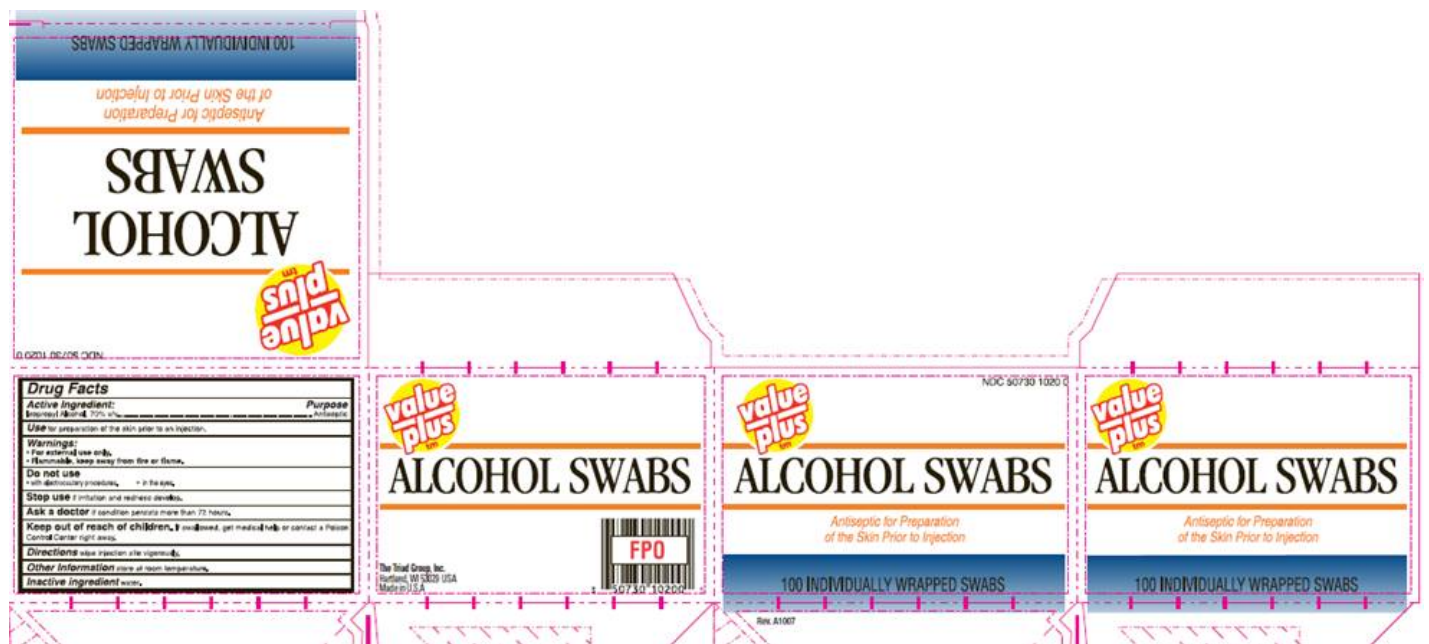 NDC 50730 1020 0
value
plus
tm
ALCOHOL
SWABS
Antiseptic for Preparation
of the Skin Prior to Injection
100 INDIVIDUALLY WRAPPED SWABS
Drug Facts
Active Ingredient: Purpose
Isopropyl Alcohol, 70% v/v Antiseptic
Use for preparation of the skin prior to an injection.
Warnings:
• For external use only.
• Flammable, keep away from fire or flame.
Do not use
• with electrocautery procedures. • in the eyes.
Stop use if irritation and redness develop.
Ask a doctor if condition persists more than 72 hours.
Keep out of reach of children. If swallowed, get medical help or contact a Poison
Control Center right away.
Directions wipe injection site vigorously.
Other Information store at room temperature.
Inactive ingredient water.
value
plus
tm
ALCOHOL SWABS
The Triad Group, Inc.
Hartland, WI 53029 USA
Made in U.S.A
FPO
50730 10200
NDC 50730 1020 0
value
plus
tm
ALCOHOL SWABS
Antiseptic for Preparation
of the Skin Prior to Injection
100 INDIVIDUALLY WRAPPED SWABS
Rev. A1007
value
plus
tm
ALCOHOL SWABS
Antiseptic for Preparation
of the Skin Prior to Injection
100 INDIVIDUALLY WRAPPED SWABS